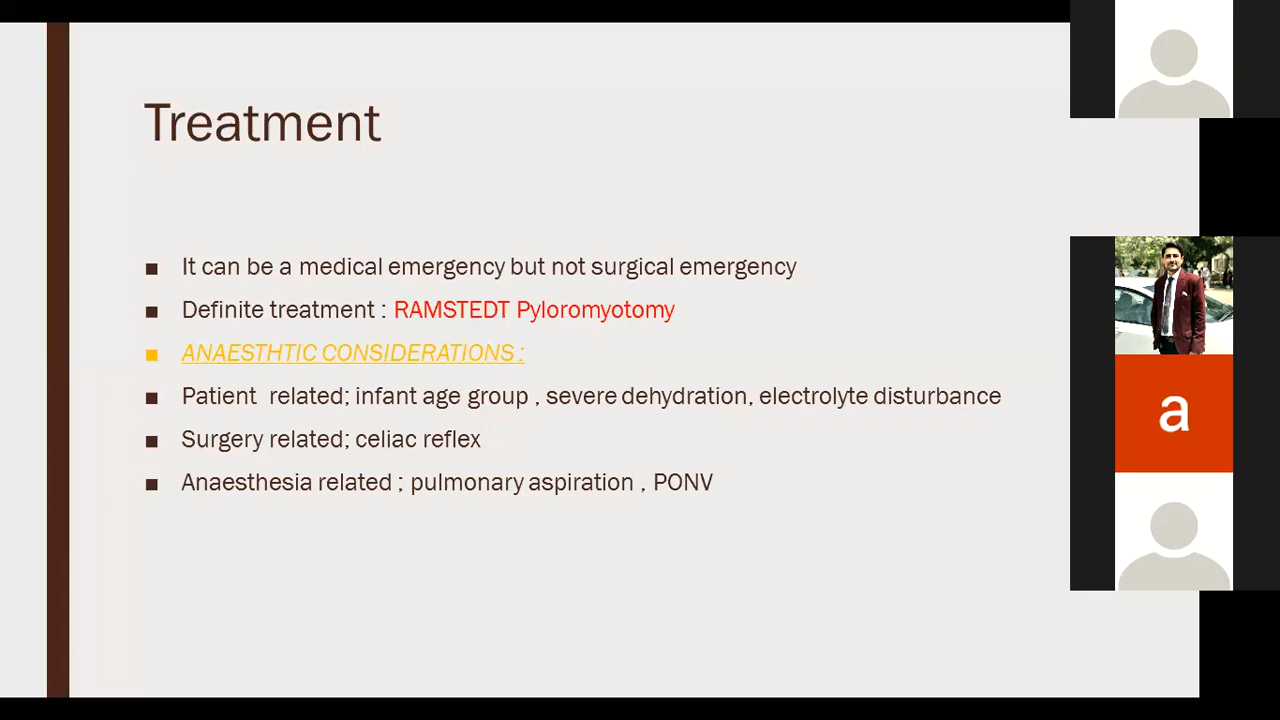 Treatment
■ It can be a medical emergency but not surgical emergency
■ Definite treatment : RAMSTEDT Pyloromyotomy
■ ANAESTHTIC CONSIDERATIONS :
■ Patient related; infant age group , severe dehydration, electrolyte disturbance
■ Surgery related; celiac reflex
■ Anaesthesia related ; pulmonary aspiration , PONV
a